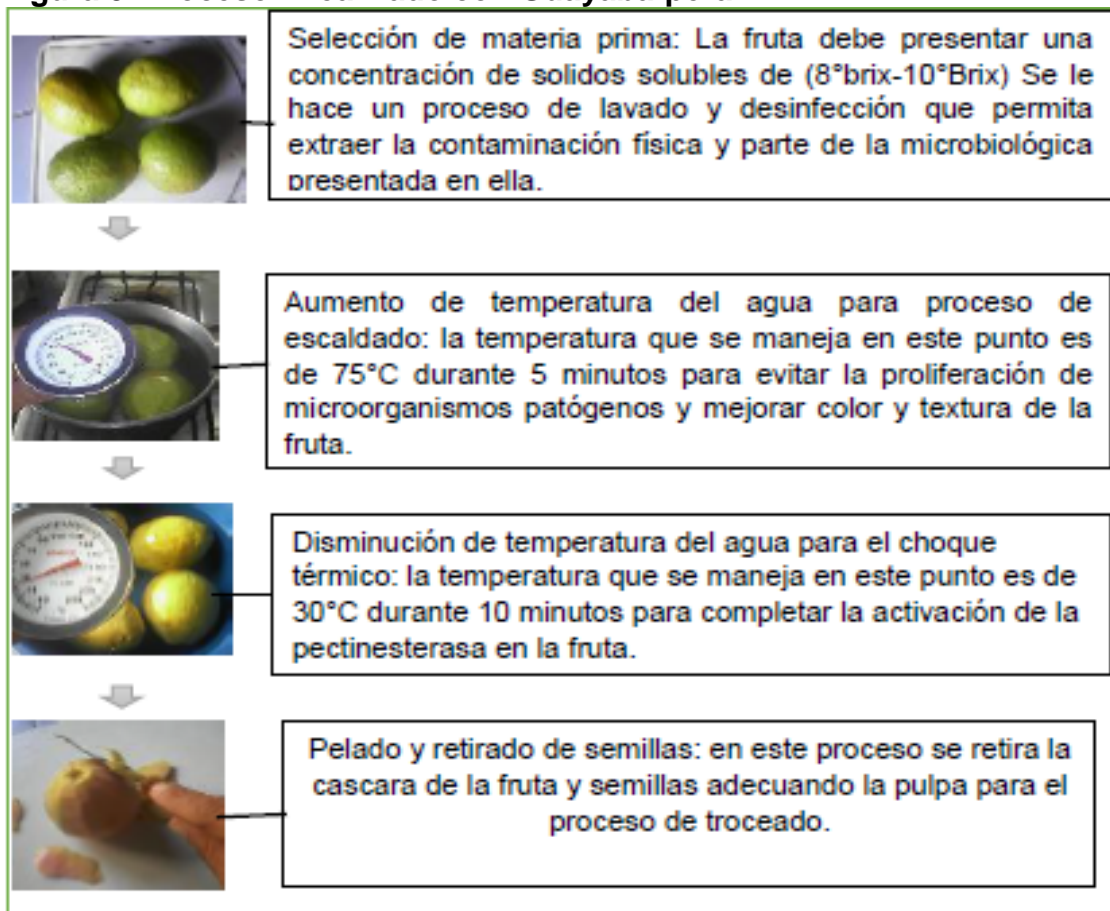 Selección de materia prima: La fruta debe presentar una
concentración de solidos solubles de (8°brix-10°Brix) Se le
hace un proceso de lavado y desinfección que permita
extraer la contaminación física y parte de la microbiológica
presentada en ella.
Aumento de temperatura del agua para proceso de
escaldado: la temperatura que se maneja en este punto es
de 75°C durante 5 minutos para evitar la proliferación de
microorganismos patógenos y mejorar color y textura de la
fruta.
Disminución de temperatura del agua para el choque
térmico: la temperatura que se maneja en este punto es de
30°C durante 10 minutos para completar la activación de la
pectinesterasa en la fruta.
Pelado y retirado de semillas: en este proceso se retira la
cascara de la fruta y semillas adecuando la pulpa para el
proceso de troceado.